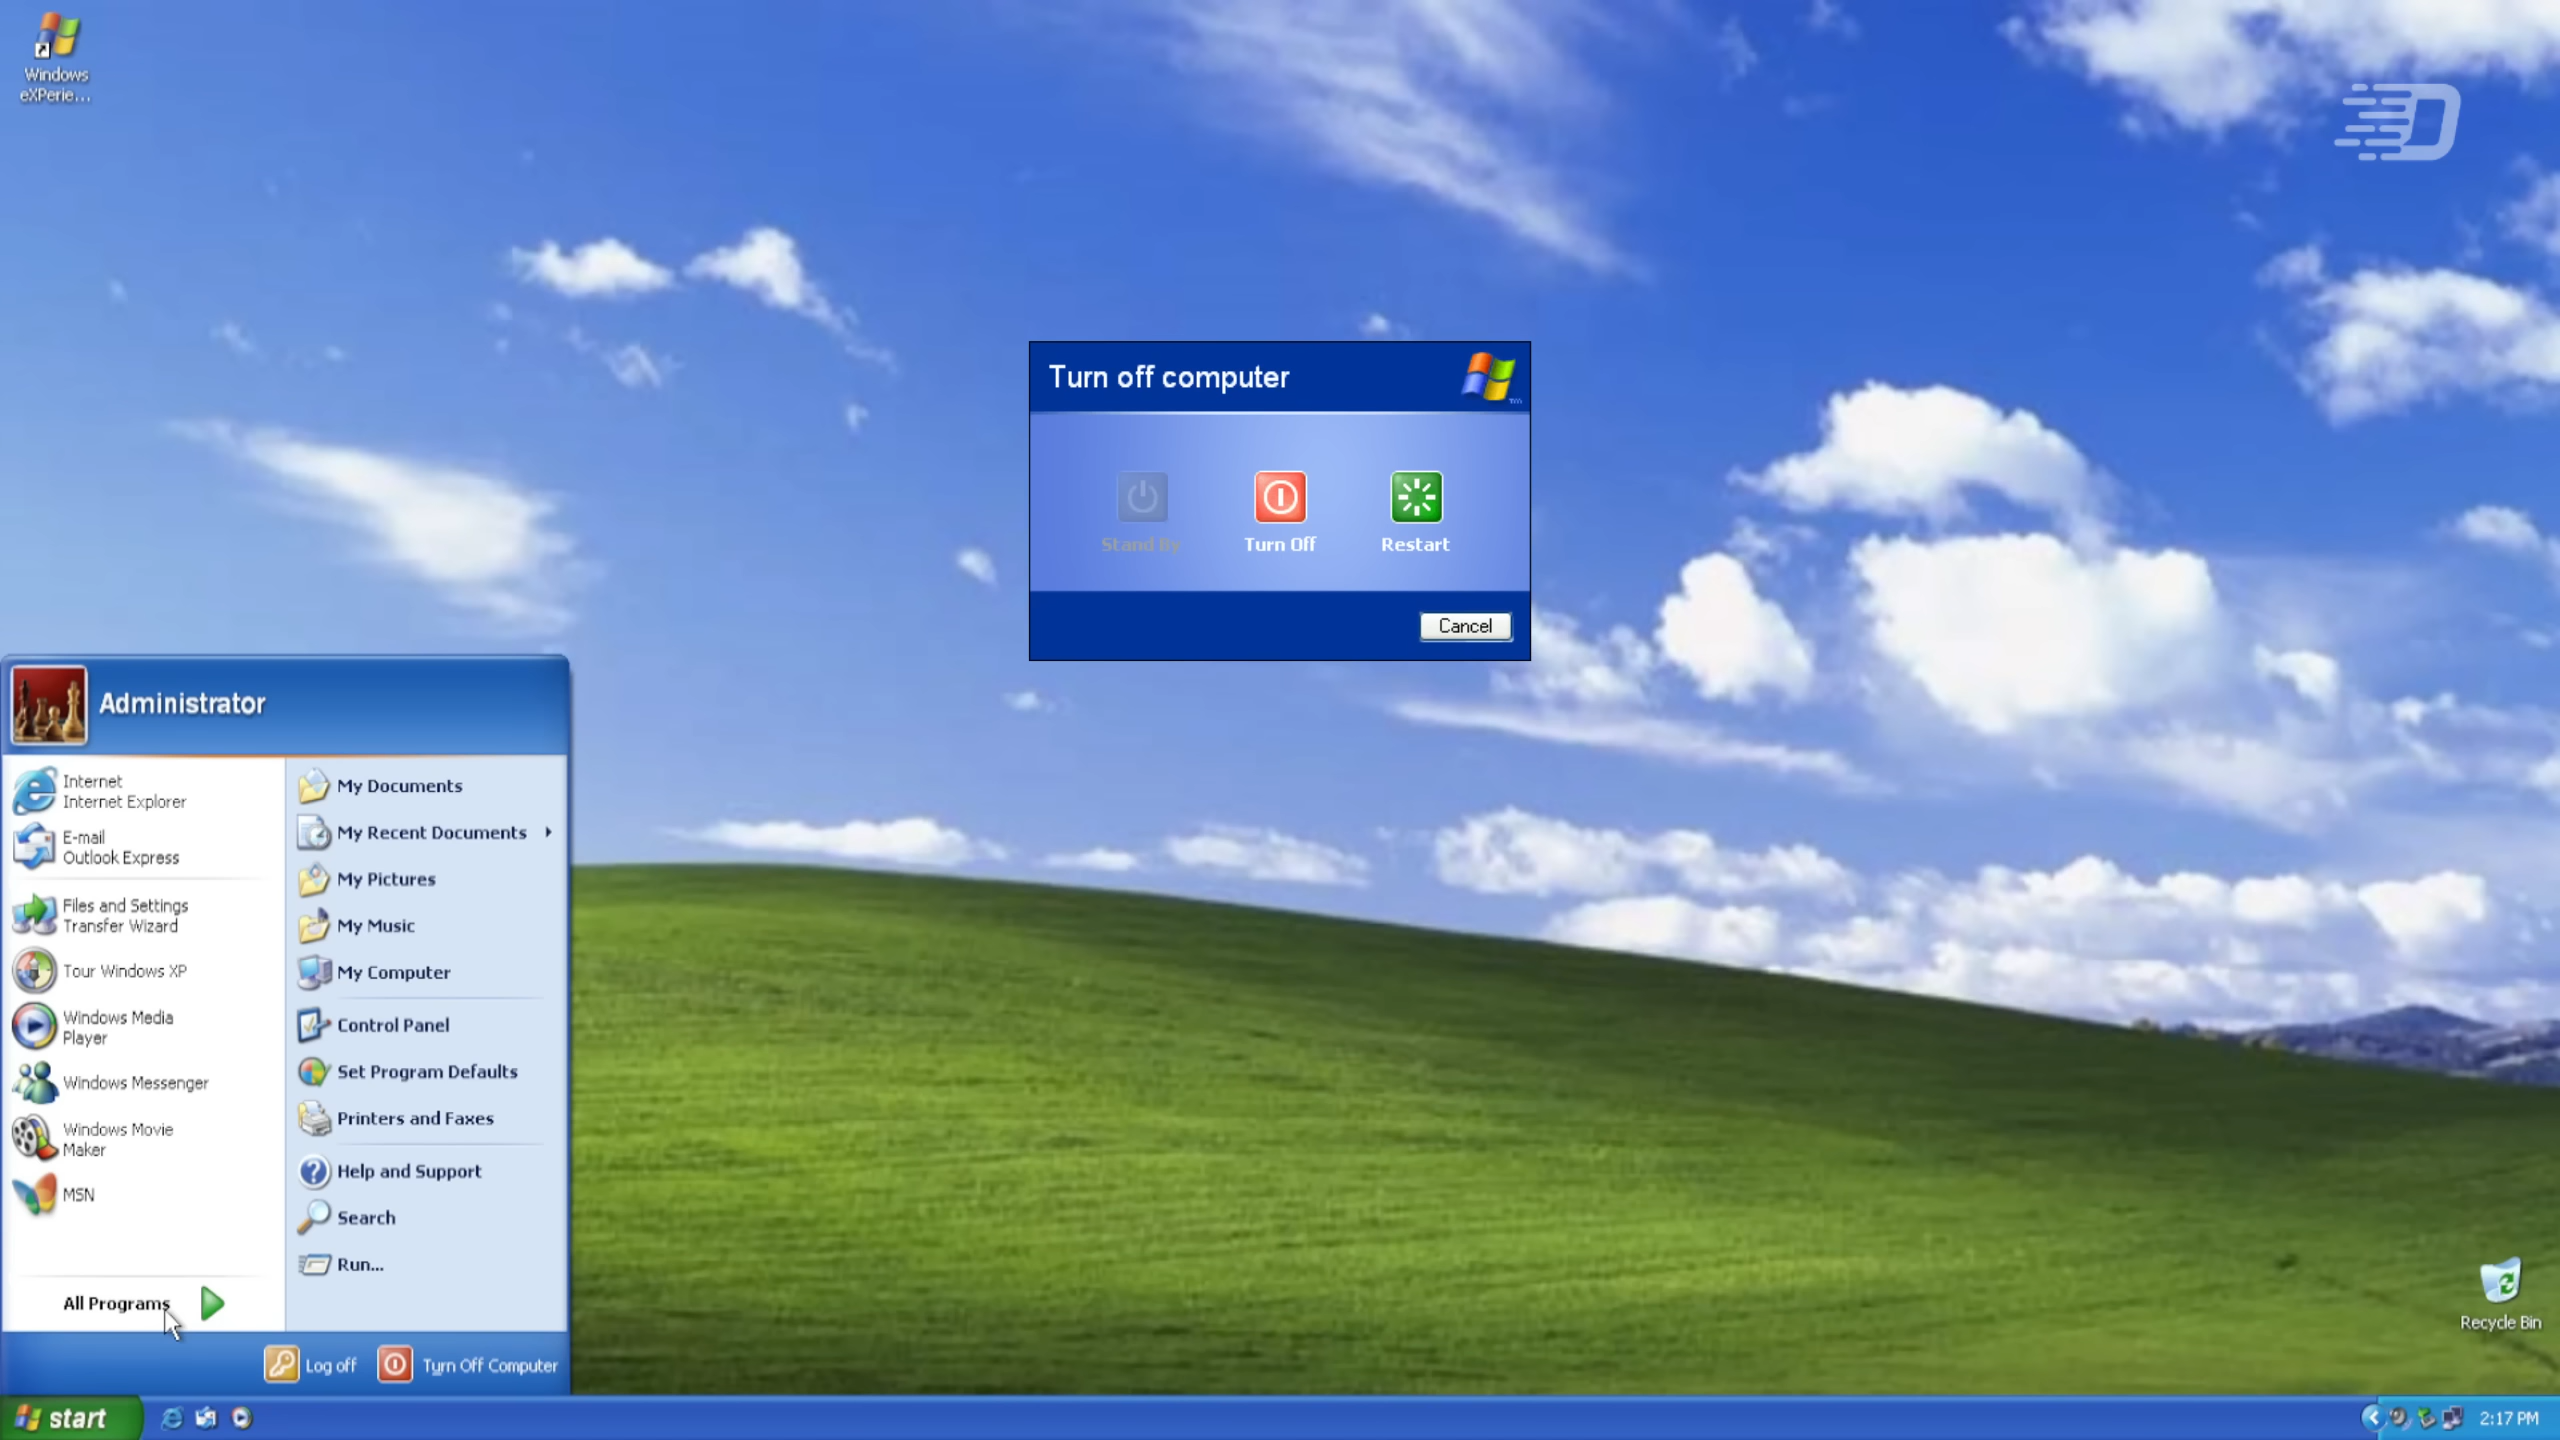 Windows
eXPerie...
Turn off computer
Stand By
Turn Off
Restart
Cancel
Administrator
Internet
Internet Explorer
E-mail
Outlook Express
Files and Settings
Transfer Wizard
Tour Windows XP
Windows Media
Player
Windows Messenger
Windows Movie
Maker
MSN
All Programs
My Documents
My Recent Documents
My Pictures
My Music
My Computer
Control Panel
Set Program Defaults
Printers and Faxes
Help and Support
Search
Run...
Log off
Turn Off Computer
Recycle Bin
start
2:17 PM